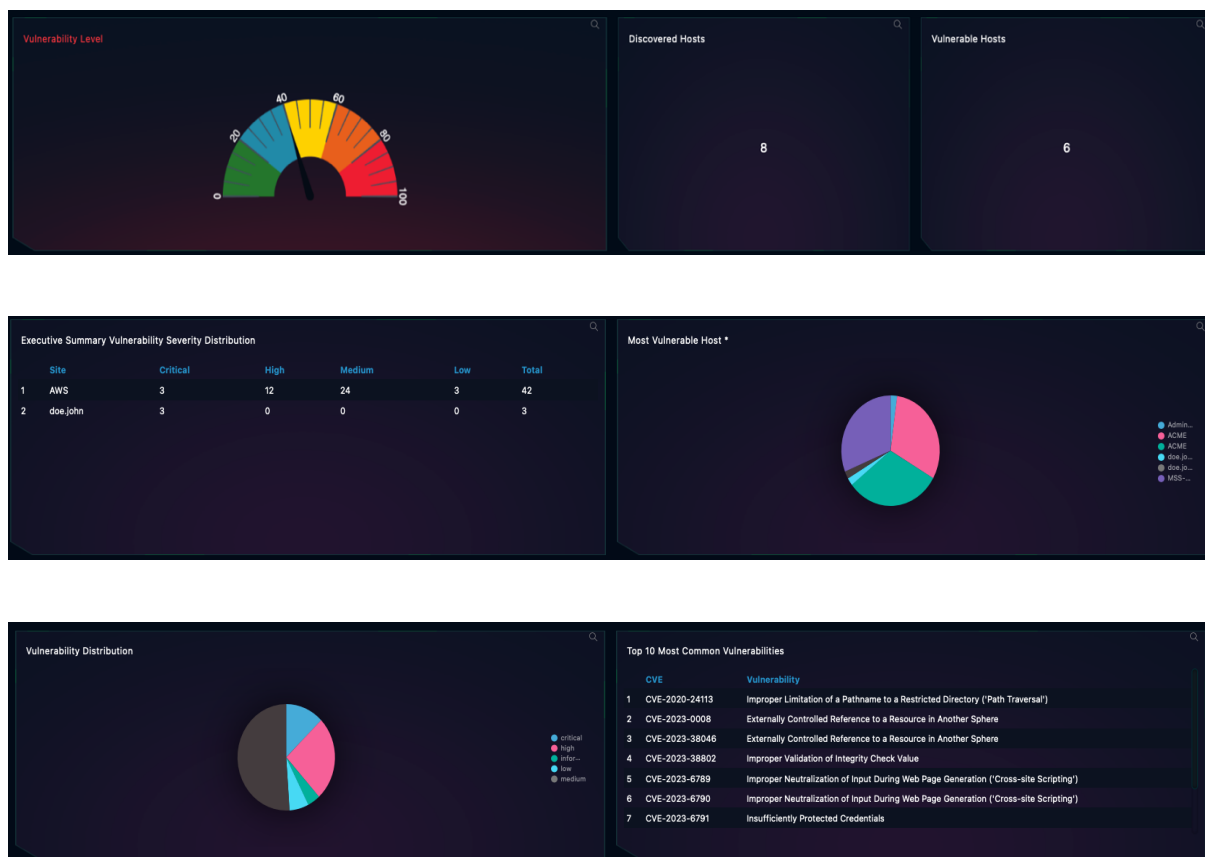 Vulnerability Level
0
20
40
60
80
100
Discovered Hosts
8
Vulnerable Hosts
6
Executive Summary Vulnerability Severity Distribution
Site Critical High Medium Low Total
1 AWS 3 12 24 3 42
2 doe.john 3 0 0 0 3
Most Vulnerable Host *
Admin...
ACME
ACME
doe.jo...
doe.jo...
MSS-...
Vulnerability Distribution
critical
high
infor...
low
medium
Top 10 Most Common Vulnerabilities
CVE Vulnerability
1 CVE-2020-24113 Improper Limitation of a Pathname to a Restricted Directory ('Path Traversal')
2 CVE-2023-0008 Externally Controlled Reference to a Resource in Another Sphere
3 CVE-2023-38046 Externally Controlled Reference to a Resource in Another Sphere
4 CVE-2023-38802 Improper Validation of Integrity Check Value
5 CVE-2023-6789 Improper Neutralization of Input During Web Page Generation ('Cross-site Scripting')
6 CVE-2023-6790 Improper Neutralization of Input During Web Page Generation ('Cross-site Scripting')
7 CVE-2023-6791 Insufficiently Protected Credentials